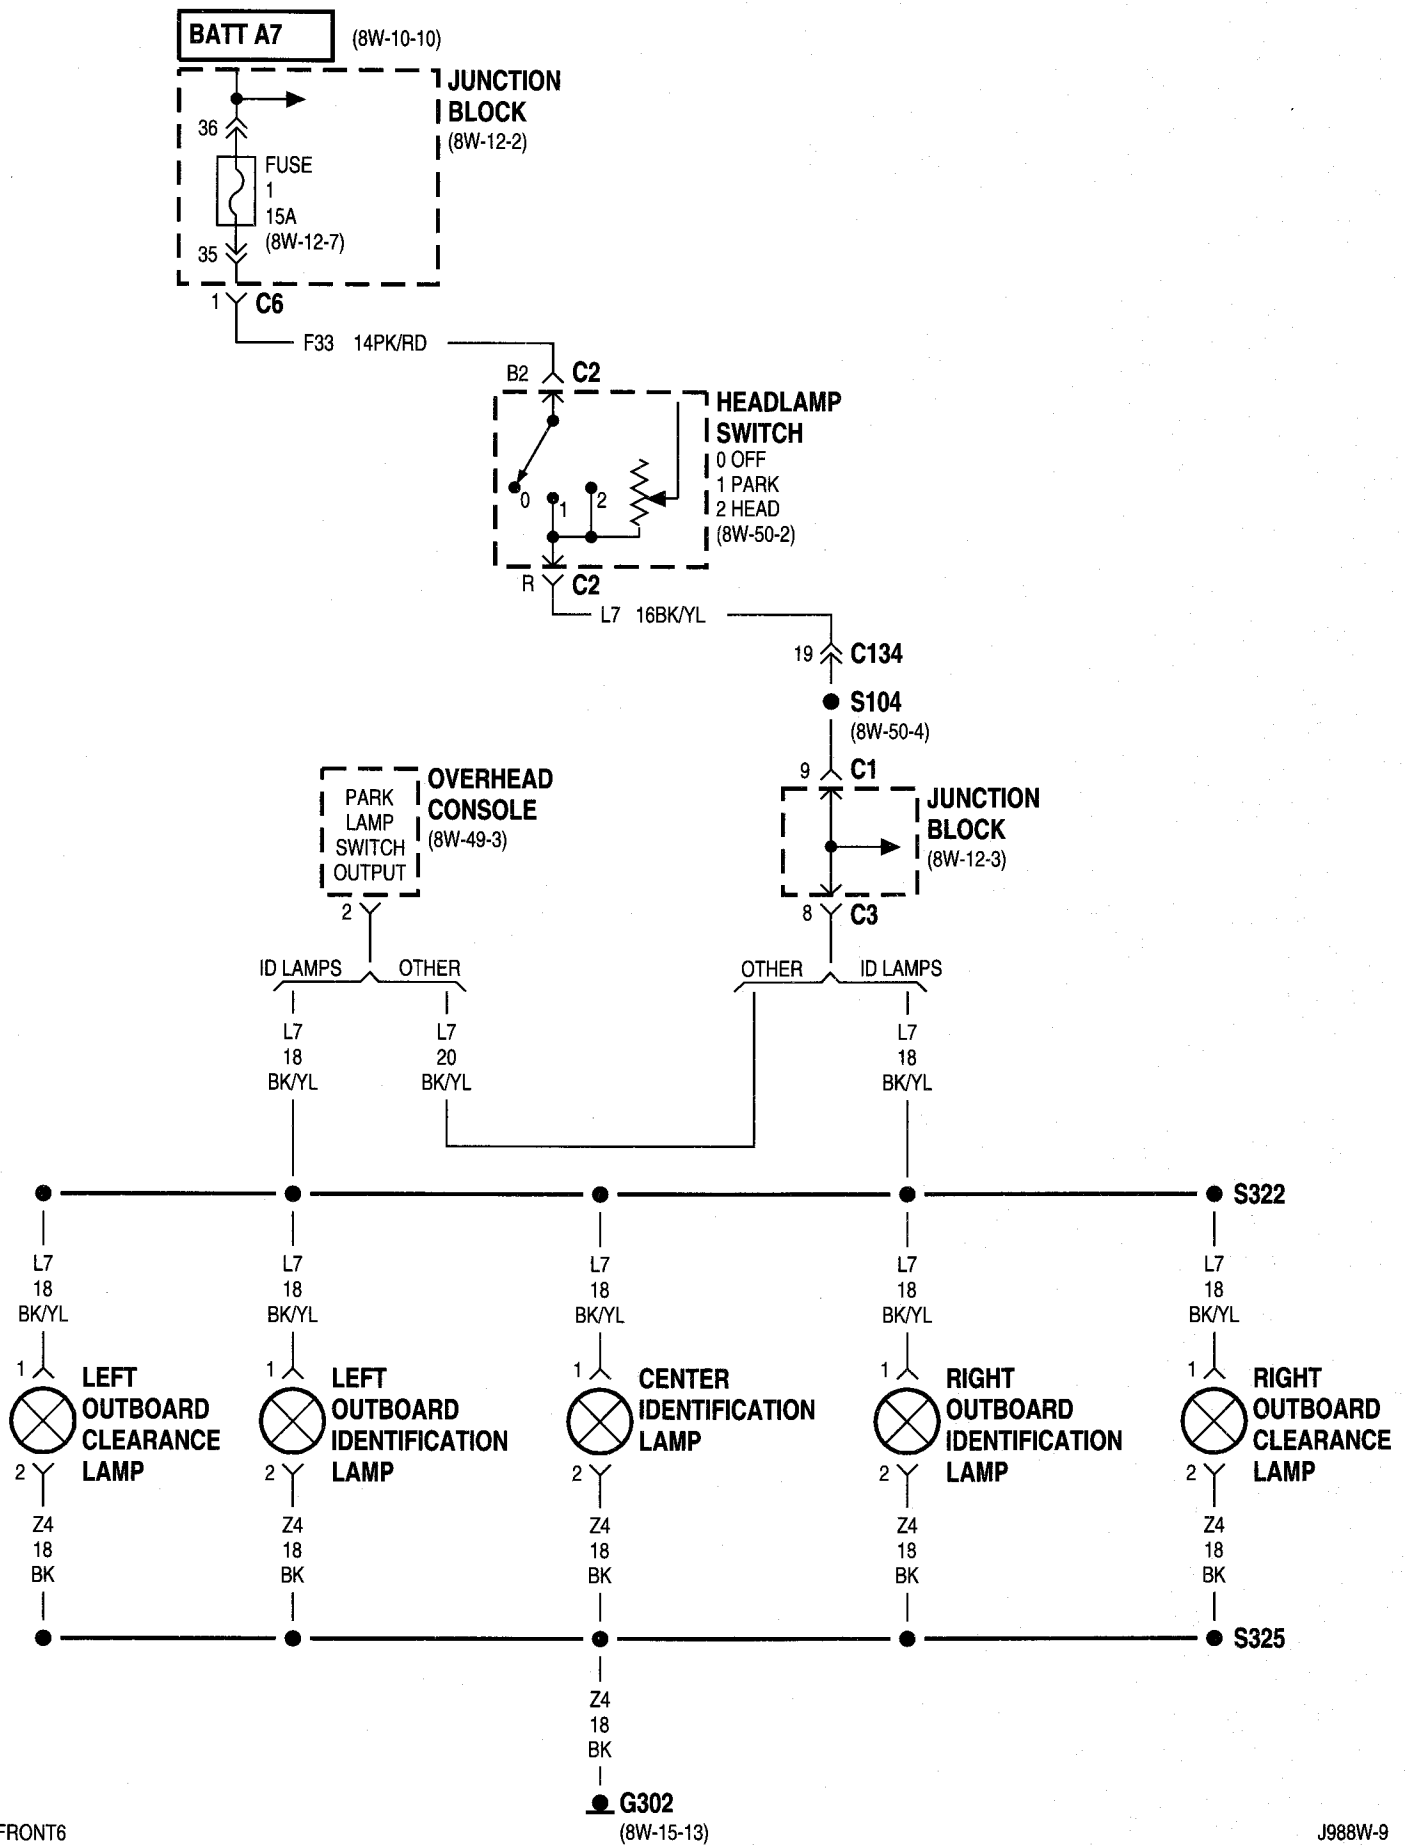 BATT A7
(8W-10-10)
JUNCTION
BLOCK
(8W-12-2)
36
FUSE
1
15A
(8W-12-7)
35
1
C6
F33 14PK/RD
B2
C2
HEADLAMP
SWITCH
0 OFF
1 PARK
2 HEAD
(8W-50-2)
0
1
2
R
C2
L7 16BK/YL
19
C134
S104
(8W-50-4)
9
C1
JUNCTION
BLOCK
(8W-12-3)
8
C3
OVERHEAD
CONSOLE
(8W-49-3)
PARK
LAMP
SWITCH
OUTPUT
2
ID LAMPS
OTHER
OTHER
ID LAMPS
L7
18
BK/YL
L7
20
BK/YL
L7
18
BK/YL
S322
L7
18
BK/YL
L7
18
BK/YL
L7
18
BK/YL
L7
18
BK/YL
L7
18
BK/YL
1
LEFT
OUTBOARD
CLEARANCE
LAMP
2
1
LEFT
OUTBOARD
IDENTIFICATION
LAMP
2
1
CENTER
IDENTIFICATION
LAMP
2
1
RIGHT
OUTBOARD
IDENTIFICATION
LAMP
2
1
RIGHT
OUTBOARD
CLEARANCE
LAMP
2
Z4
18
BK
Z4
18
BK
Z4
18
BK
Z4
18
BK
Z4
18
BK
S325
Z4
18
BK
G302
(8W-15-13)
FRONT6
J988W-9